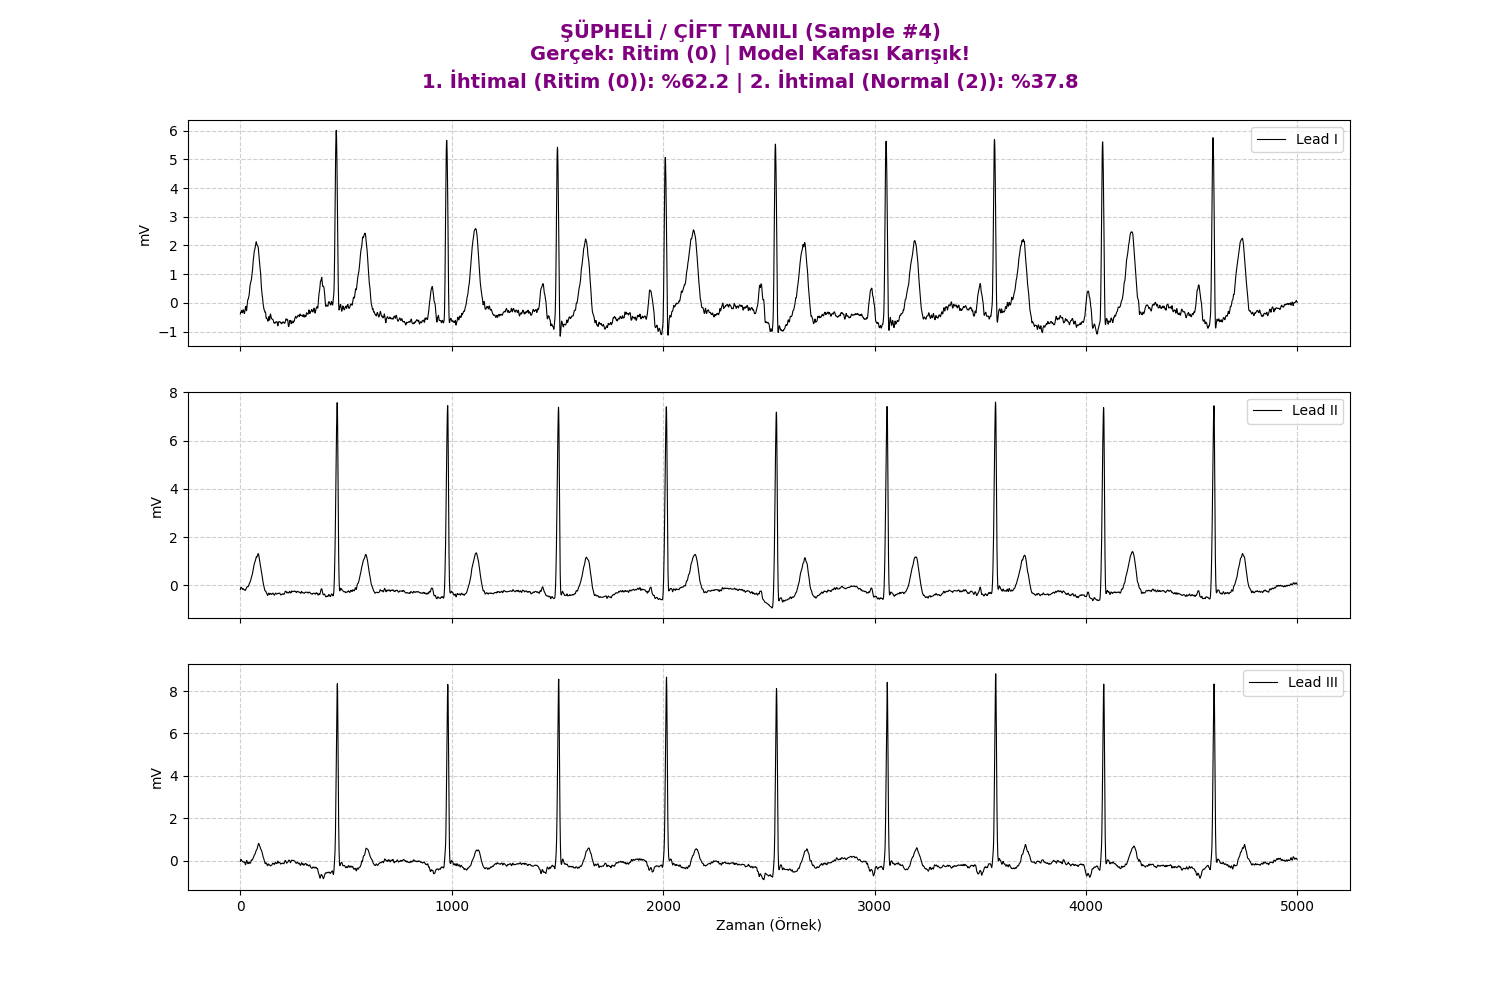 ŞÜPHELİ / ÇİFT TANILI (Sample #4)
Gerçek: Ritim (0) | Model Kafası Karışık!
1. İhtimal (Ritim (0)): %62.2 | 2. İhtimal (Normal (2)): %37.8
6
5
4
3
2
1
0
−1
mV
Lead I
8
6
4
2
0
mV
Lead II
8
6
4
2
0
mV
Lead III
0 1000 2000 3000 4000 5000
Zaman (Örnek)